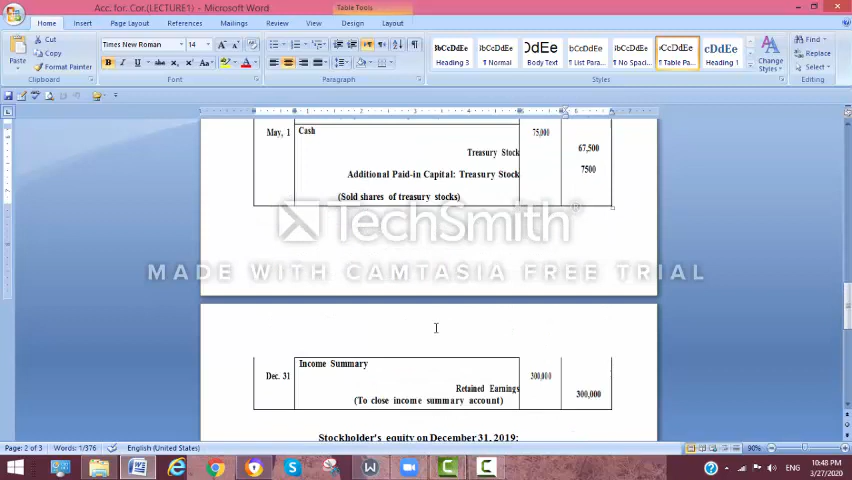 Acc. for. Cor.(LECTURE1) - Microsoft Word
Table Tools
Home Insert Page Layout References Mailings Review View Design Layout
Paste
Cut
Copy
Format Painter
Clipboard
Times New Roman 14
Font
Paragraph
Heading 3
¶ Normal
Body Text
¶ List Para...
¶ No Spaci...
¶ Table Pa...
Heading 1
Change Styles
Styles
Find
Replace
Select
Editing
May, 1 Cash 75,000
Treasury Stock 67,500
Additional Paid-in Capital: Treasury Stock 7500
(Sold shares of treasury stocks)
TechSmith®
MADE WITH CAMTASIA FREE TRIAL
Income Summary
Dec. 31 300,000
Retained Earnings
300,000
(To close income summary account)
Stockholder's equity on December 31, 2019:
Page: 2 of 3 Words: 1/376 English (United States) 90%
ENG
10:48 PM
3/27/2020